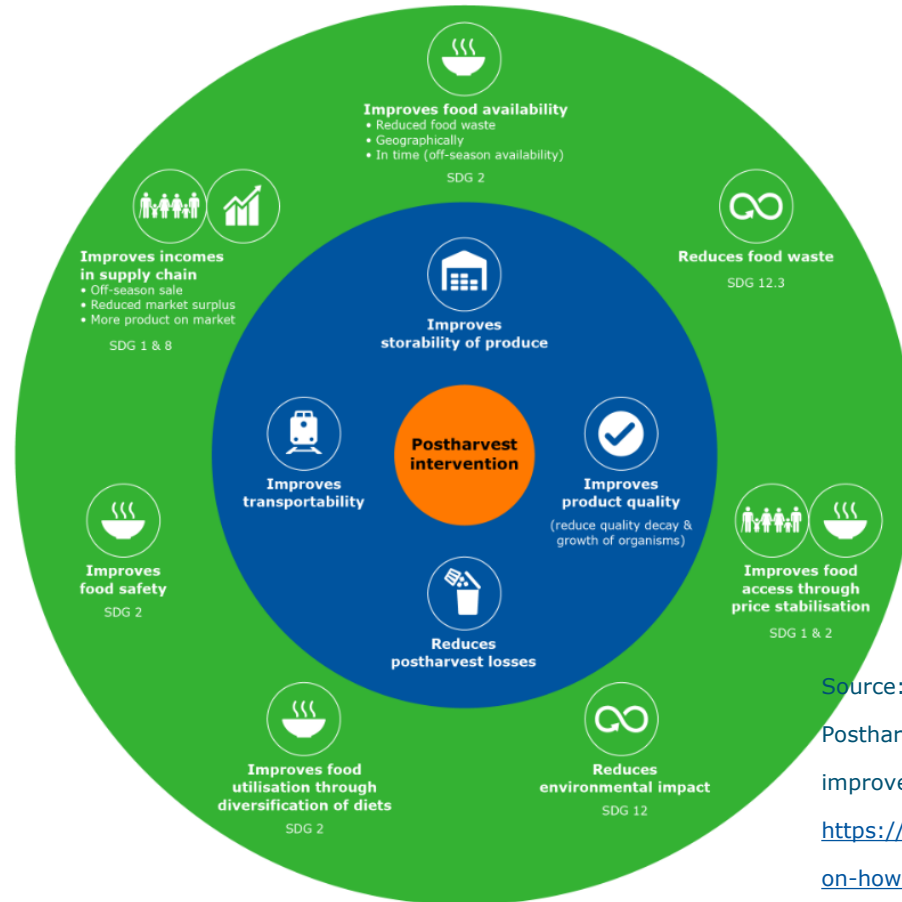 Improves food availability
• Reduced food waste
• Geographically
• In time (off-season availability)
SDG 2
Improves incomes
in supply chain
• Off-season sale
• Reduced market surplus
• More product on market
SDG 1 & 8
Reduces food waste
SDG 12.3
Improves
storability of produce
Improves
transportability
Postharvest
intervention
Improves
product quality
(reduce quality decay &
growth of organisms)
Reduces
postharvest losses
Improves
food safety
SDG 2
Improves food
access through
price stabilisation
SDG 1 & 2
Improves food
utilisation through
diversification of diets
SDG 2
Reduces
environmental impact
SDG 12
Source:
https://
on-how